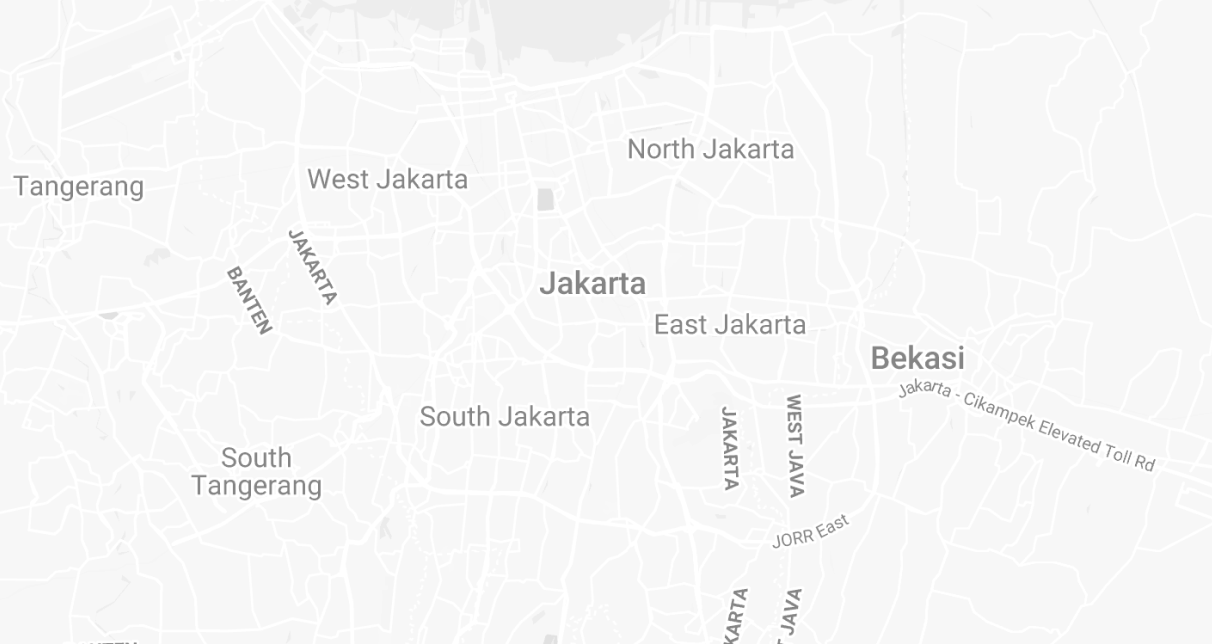 North Jakarta
West Jakarta
Tangerang
JAKARTA
BANTEN
Jakarta
East Jakarta
Bekasi
Jakarta - Cikampek Elevated Toll Rd
South Jakarta
JAKARTA
WEST JAVA
South
Tangerang
JORR East